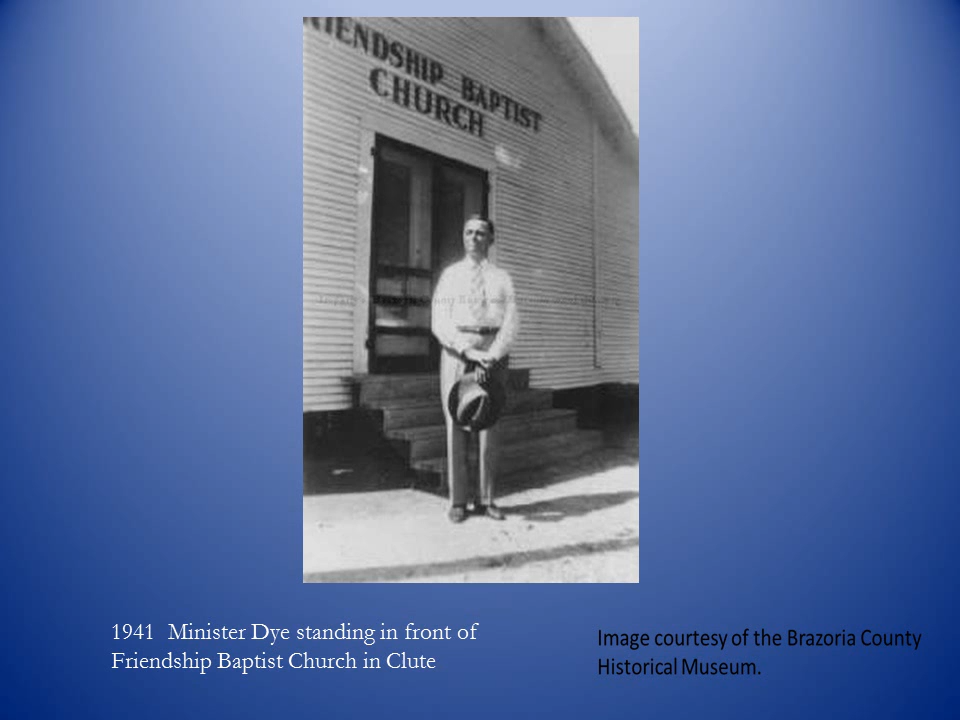 RIENDSHIP BAPTIST
CHURCH
1941 Minister Dye standing in front of
Friendship Baptist Church in Clute
Image courtesy of the Brazoria County
Historical Museum.